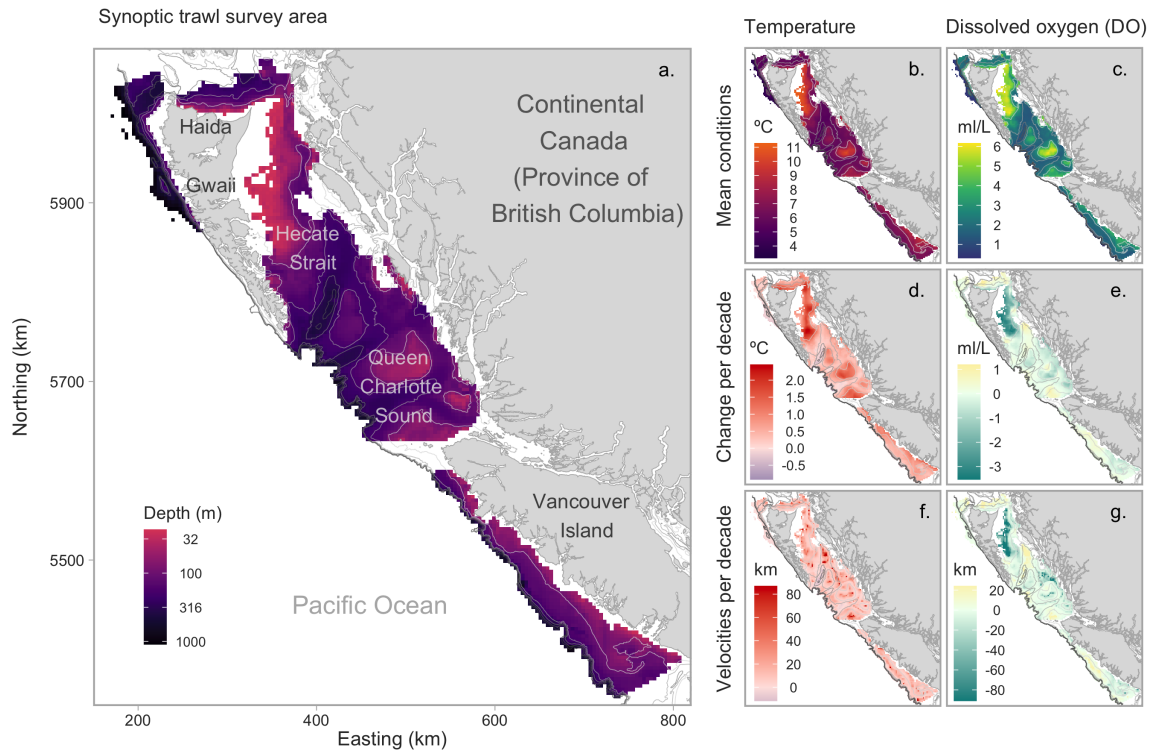 Synoptic trawl survey area
a.
Continental
Canada
(Province of
British Columbia)
Haida
Gwaii
Hecate
Strait
Queen
Charlotte
Sound
Vancouver
Island
Pacific Ocean
Depth (m)
32
100
316
1000
Northing (km)
5900
5700
5500
200
400
600
800
Easting (km)
Temperature
Dissolved oxygen (DO)
Mean conditions
b.
ºC
11
10
9
8
7
6
5
4
c.
ml/L
6
5
4
3
2
1
Change per decade
d.
ºC
2.0
1.5
1.0
0.5
0.0
-0.5
e.
ml/L
1
0
-1
-2
-3
Velocities per decade
f.
km
80
60
40
20
0
g.
km
20
0
-20
-40
-60
-80